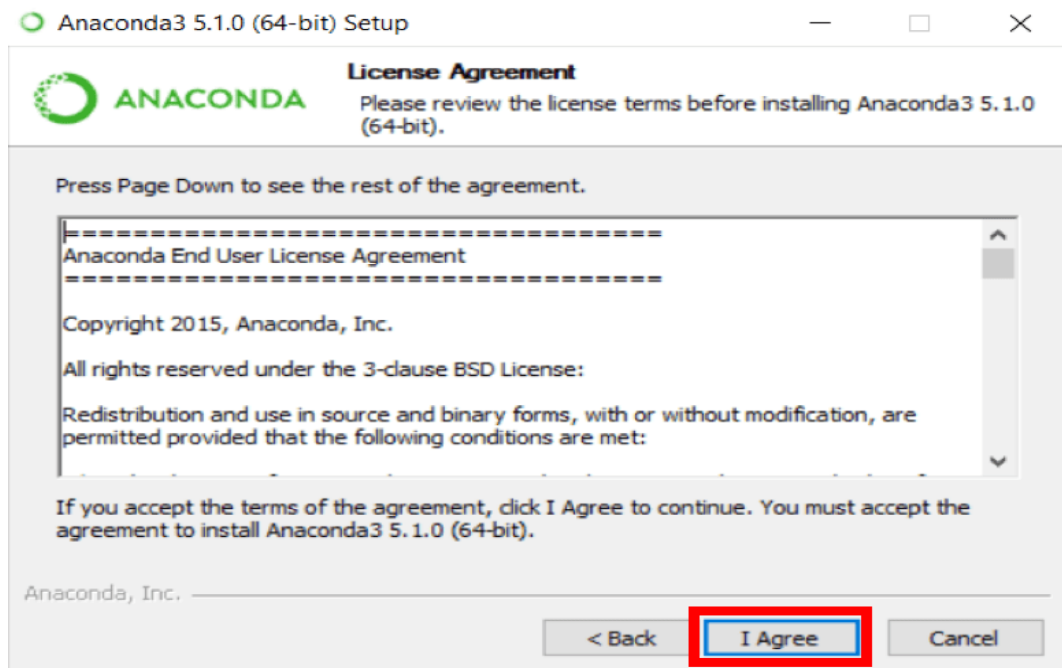 Anaconda3 5.1.0 (64-bit) Setup
ANACONDA
License Agreement
Please review the license terms before installing Anaconda3 5.1.0
(64-bit).
Press Page Down to see the rest of the agreement.
===================================
Anaconda End User License Agreement
===================================
Copyright 2015, Anaconda, Inc.
All rights reserved under the 3-clause BSD License:
Redistribution and use in source and binary forms, with or without modification, are
permitted provided that the following conditions are met:
If you accept the terms of the agreement, click I Agree to continue. You must accept the
agreement to install Anaconda3 5.1.0 (64-bit).
Anaconda, Inc.
< Back
I Agree
Cancel